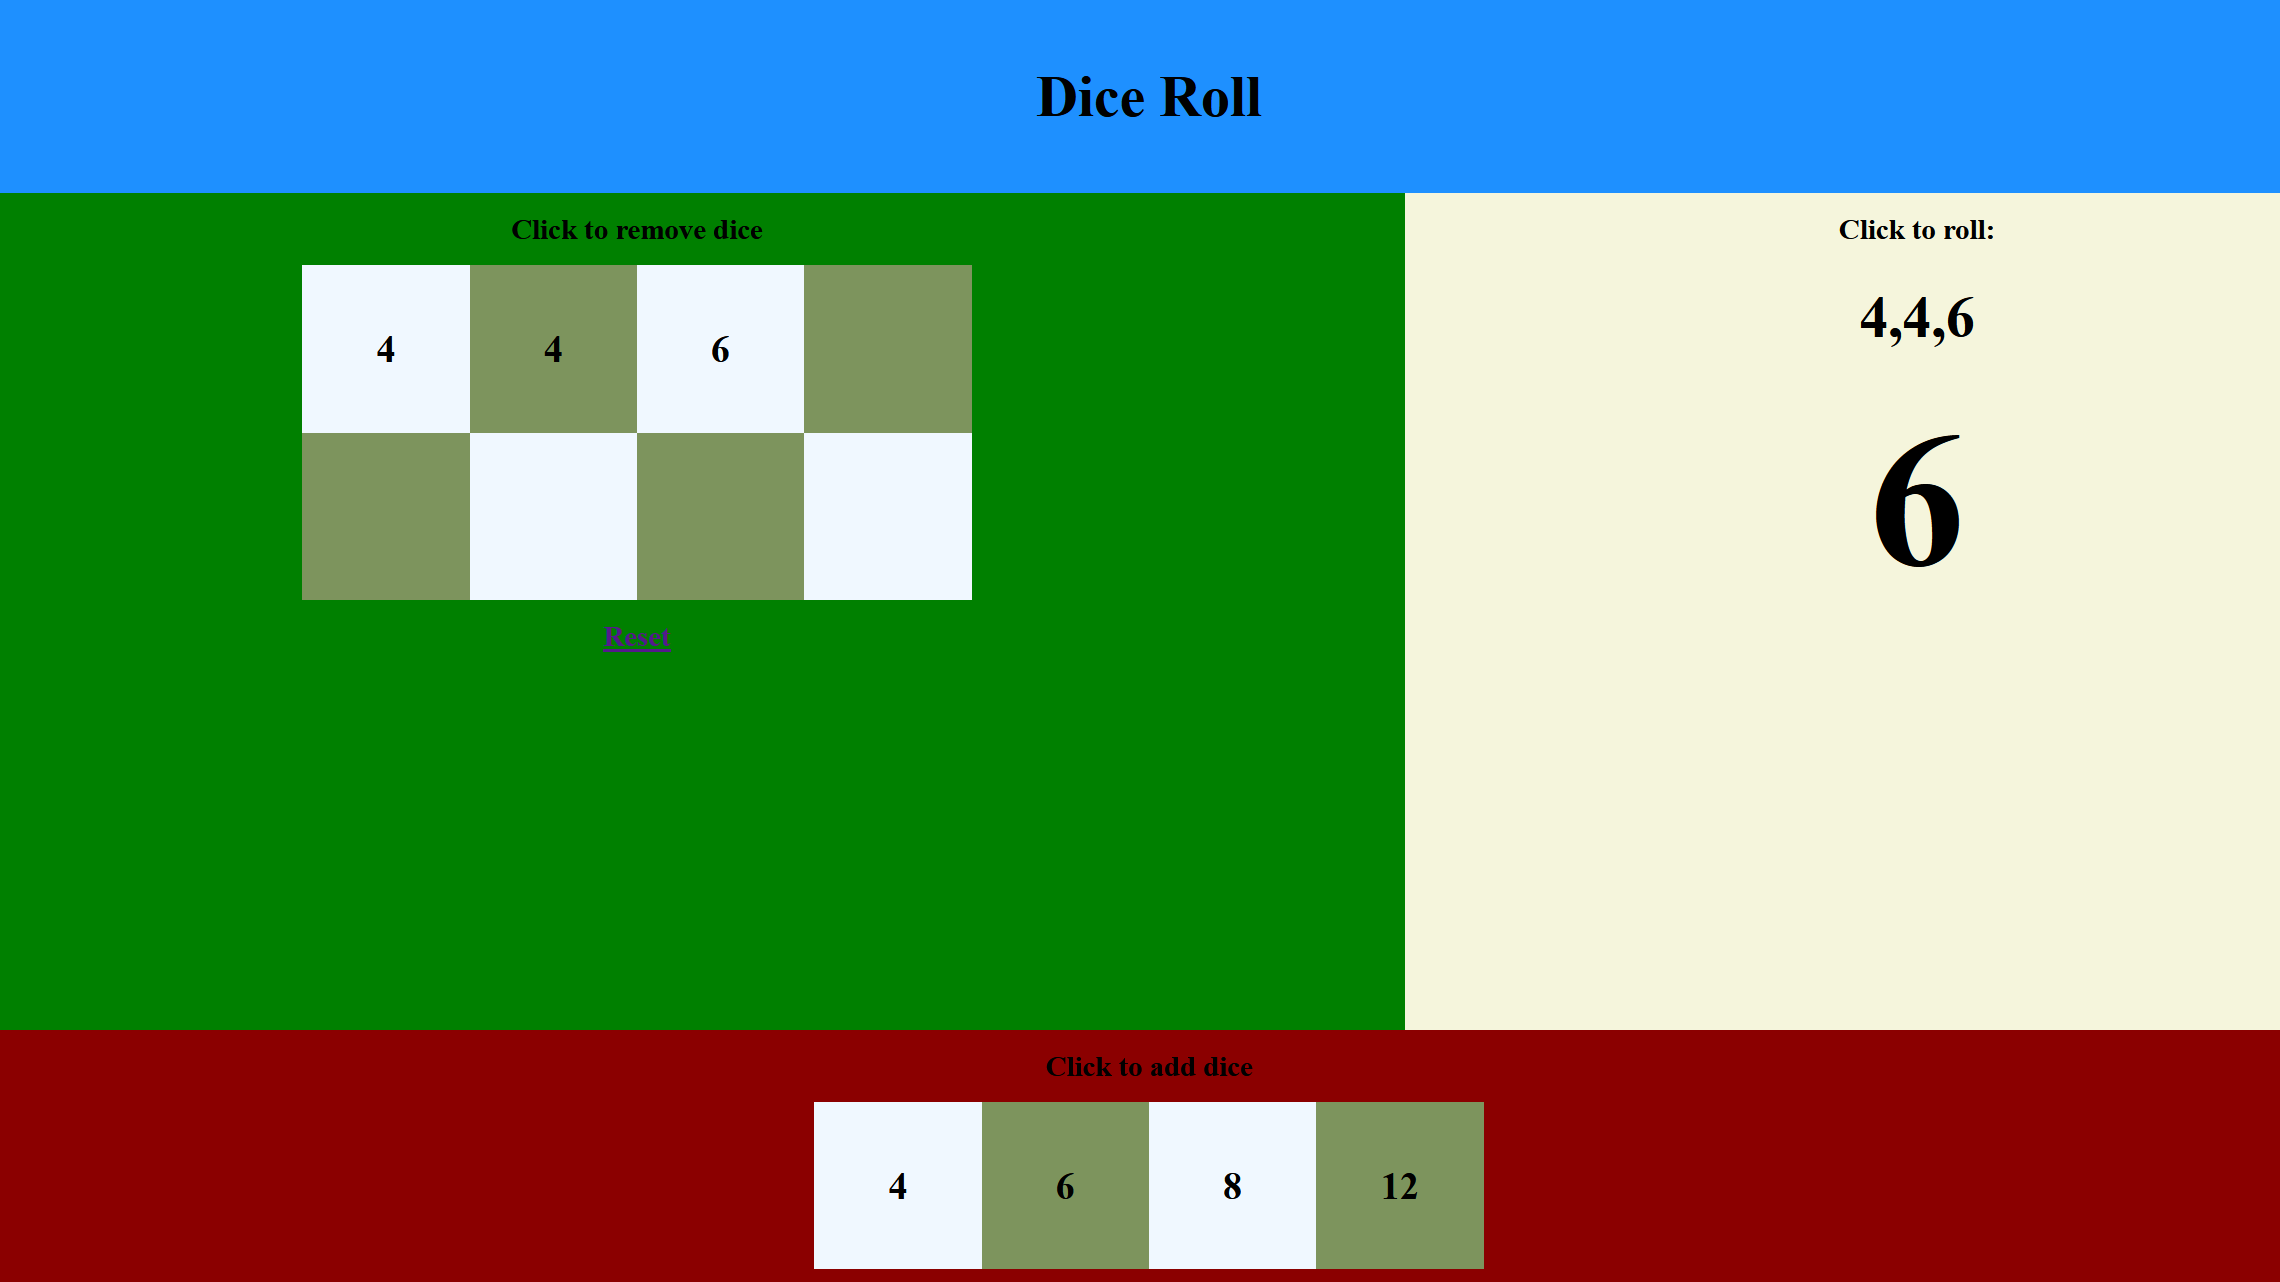 Dice Roll
Click to remove dice
4 4 6
Reset
Click to roll:
4,4,6
6
Click to add dice
4 6 8 12